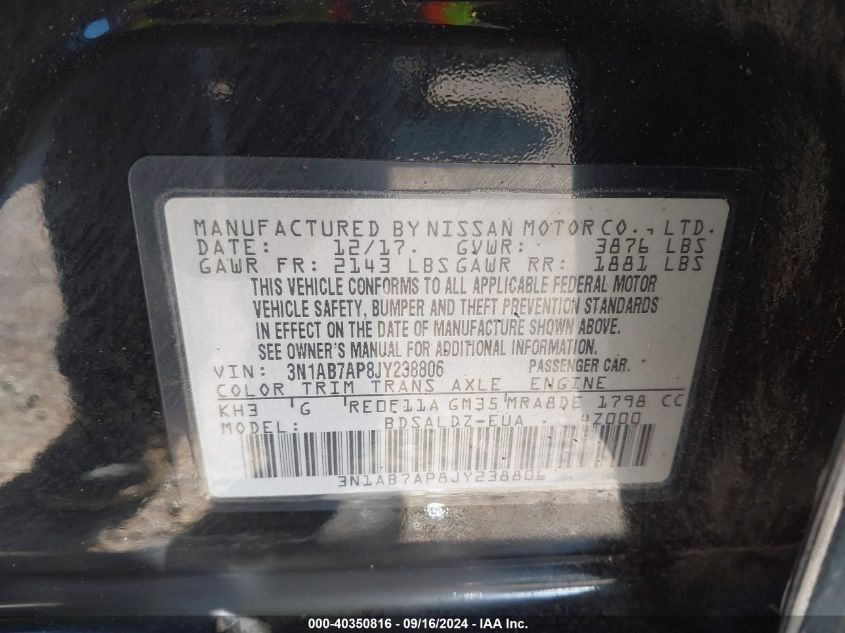 MANUFACTURED BY NISSAN MOTOR CO., LTD.
DATE: 12/17. GVWR: 3876 LBS
GAWR FR: 2143 LBS GAWR RR: 1881 LBS
THIS VEHICLE CONFORMS TO ALL APPLICABLE FEDERAL MOTOR
VEHICLE SAFETY, BUMPER AND THEFT PREVENTION STANDARDS
IN EFFECT ON THE DATE OF MANUFACTURE SHOWN ABOVE.
SEE OWNER'S MANUAL FOR ADDITIONAL INFORMATION.
VIN: 3N1AB7AP8JY238806 PASSENGER CAR.
COLOR TRIM TRANS AXLE ENGINE
KH3 G RE0F11A GM35 MRA8DE 1798 CC
MODEL: BDSALDZ-EUA - 4Z000
3N1AB7AP8JY238806
000-40350816 - 09/16/2024 - IAA Inc.